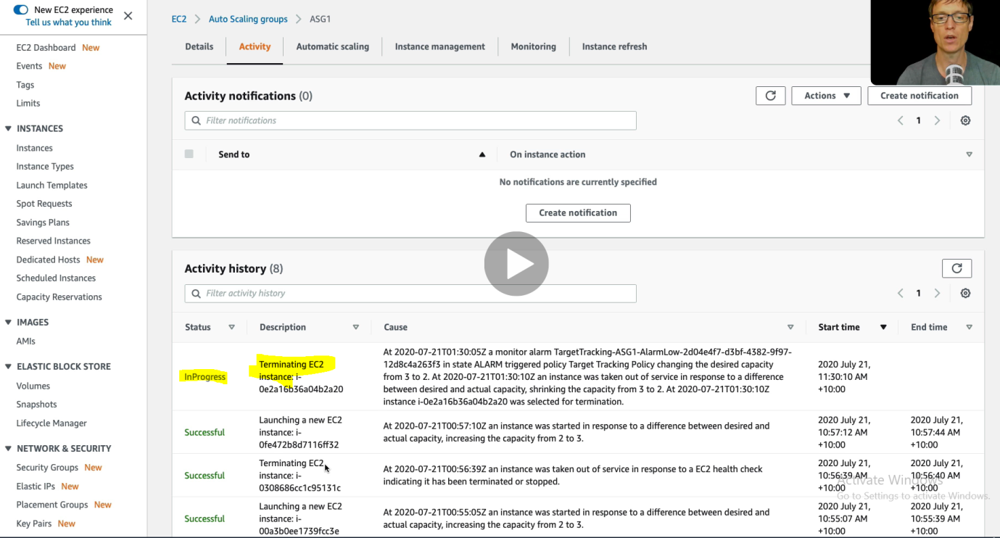 New EC2 experience
Tell us what you think
EC2 Dashboard New
Events New
Tags
Limits
INSTANCES
Instances
Instance Types
Launch Templates
Spot Requests
Savings Plans
Reserved Instances
Dedicated Hosts New
Scheduled Instances
Capacity Reservations
IMAGES
AMIs
ELASTIC BLOCK STORE
Volumes
Snapshots
Lifecycle Manager
NETWORK & SECURITY
Security Groups New
Elastic IPs New
Placement Groups New
Key Pairs New
EC2 > Auto Scaling groups > ASG1
Details Activity Automatic scaling Instance management Monitoring Instance refresh
Activity notifications (0)
Actions Create notification
Filter notifications
1
Send to On instance action
No notifications are currently specified
Create notification
Activity history (8)
Filter activity history
1
Status Description Cause Start time End time
InProgress
Terminating EC2
instance: i-
0e2a16b36a04b2a20
At 2020-07-21T01:30:05Z a monitor alarm TargetTracking-ASG1-AlarmLow-2d04e4f7-d3bf-4382-9f97-
12d8c4a263f3 in state ALARM triggered policy Target Tracking Policy changing the desired capacity
from 3 to 2. At 2020-07-21T01:30:10Z an instance was taken out of service in response to a difference
between desired and actual capacity, shrinking the capacity from 3 to 2. At 2020-07-21T01:30:10Z
instance i-0e2a16b36a04b2a20 was selected for termination.
2020 July 21,
11:30:10 AM
+10:00
Successful
Launching a new EC2
instance: i-
0fe472b8d7116ff32
At 2020-07-21T00:57:10Z an instance was started in response to a difference between desired and
actual capacity, increasing the capacity from 2 to 3.
2020 July 21,
10:57:12 AM
+10:00
2020 July 21,
10:57:44 AM
+10:00
Successful
Terminating EC2
instance: i-
0308686cc1c95131c
At 2020-07-21T00:56:39Z an instance was taken out of service in response to a EC2 health check
indicating it has been terminated or stopped.
2020 July 21,
10:56:39 AM
+10:00
2020 July 21,
10:56:40 AM
+10:00
Successful
Launching a new EC2
instance: i-
00a3b0ee1739fcc3e
At 2020-07-21T00:55:05Z an instance was started in response to a difference between desired and
actual capacity, increasing the capacity from 2 to 3.
2020 July 21,
10:55:07 AM
+10:00
2020 July 21,
10:55:39 AM
+10:00
Activate Windows
Go to Settings to activate Windows.